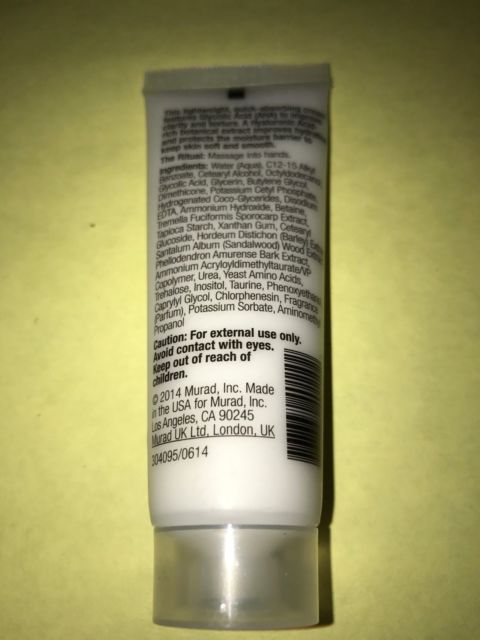 This lightweight, quick-absorbing cream
features Glycolic Acid (AHA) to improve
clarity and texture. A Hyaluronic Acid-
rich botanical extract improves
and protects the moisture barrier to
keep skin soft and smooth.
The Ritual: Massage into hands.
Ingredients: Water (Aqua), C12-15 Alkyl
Benzoate, Cetearyl Alcohol, Octyldodecanol,
Glycolic Acid, Glycerin, Butylene Glycol,
Dimethicone, Potassium Cetyl Phosphate,
Hydrogenated Coco-Glycerides, Disodium
EDTA, Ammonium Hydroxide, Betaine,
Tremella Fuciformis Sporocarp Extract,
Tapioca Starch, Xanthan Gum, Cetearyl
Glucoside, Hordeum Distichon (Barley)
Santalum Album (Sandalwood) Wood
Phellodendron Amurense Bark Extract,
Ammonium Acryloyldimethyltaurate/VP
Copolymer, Urea, Yeast Amino Acids,
Trehalose, Inositol, Taurine, Phenoxyethanol,
Caprylyl Glycol, Chlorphenesin, Fragrance
(Parfum), Potassium Sorbate, Aminomethyl
Propanol
Caution: For external use only.
Avoid contact with eyes.
Keep out of reach of
children.
© 2014 Murad, Inc. Made
in the USA for Murad, Inc.
Los Angeles, CA 90245
Murad UK Ltd, London, UK
304095/0614